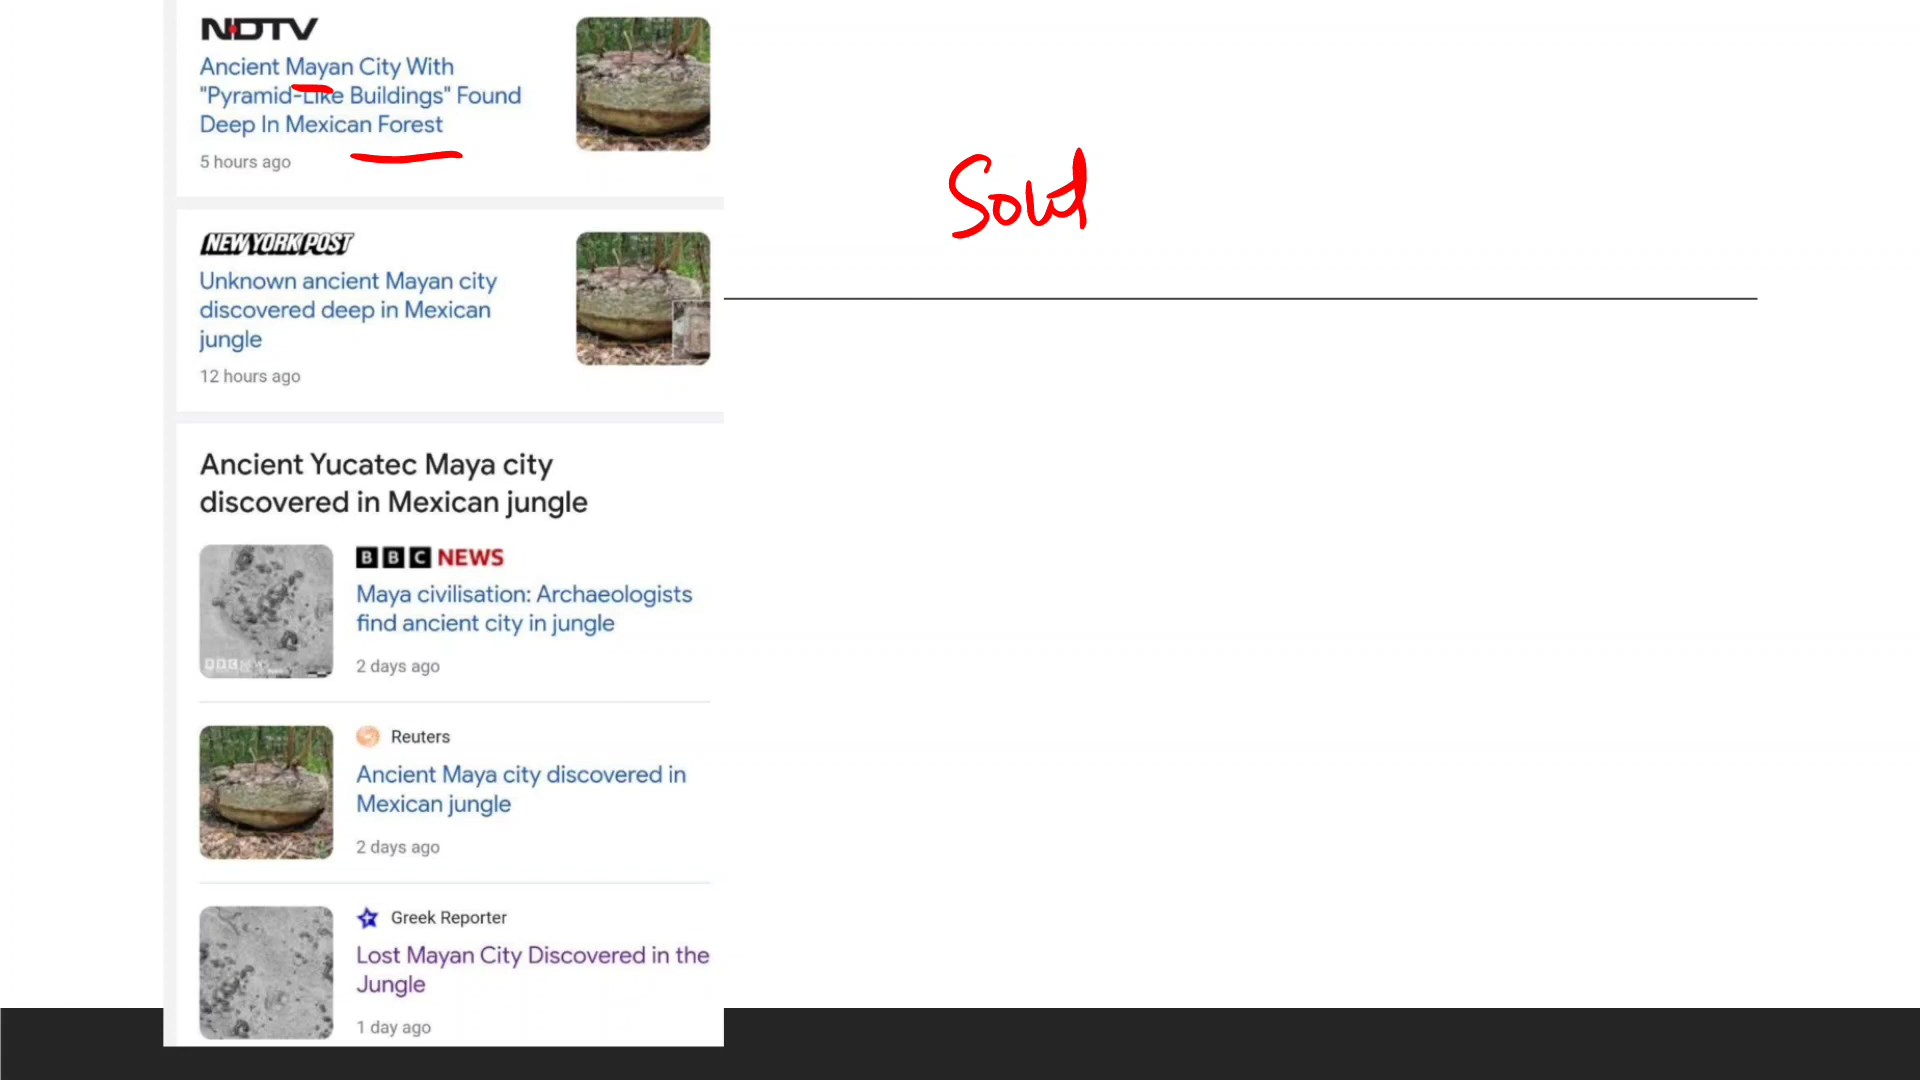 NDTV
Ancient Mayan City With
"Pyramid-Like Buildings" Found
Deep In Mexican Forest
5 hours ago
NEW YORK POST
Unknown ancient Mayan city
discovered deep in Mexican
jungle
12 hours ago
Ancient Yucatec Maya city
discovered in Mexican jungle
BBC NEWS
Maya civilisation: Archaeologists
find ancient city in jungle
2 days ago
Reuters
Ancient Maya city discovered in
Mexican jungle
2 days ago
Greek Reporter
Lost Mayan City Discovered in the
Jungle
1 day ago